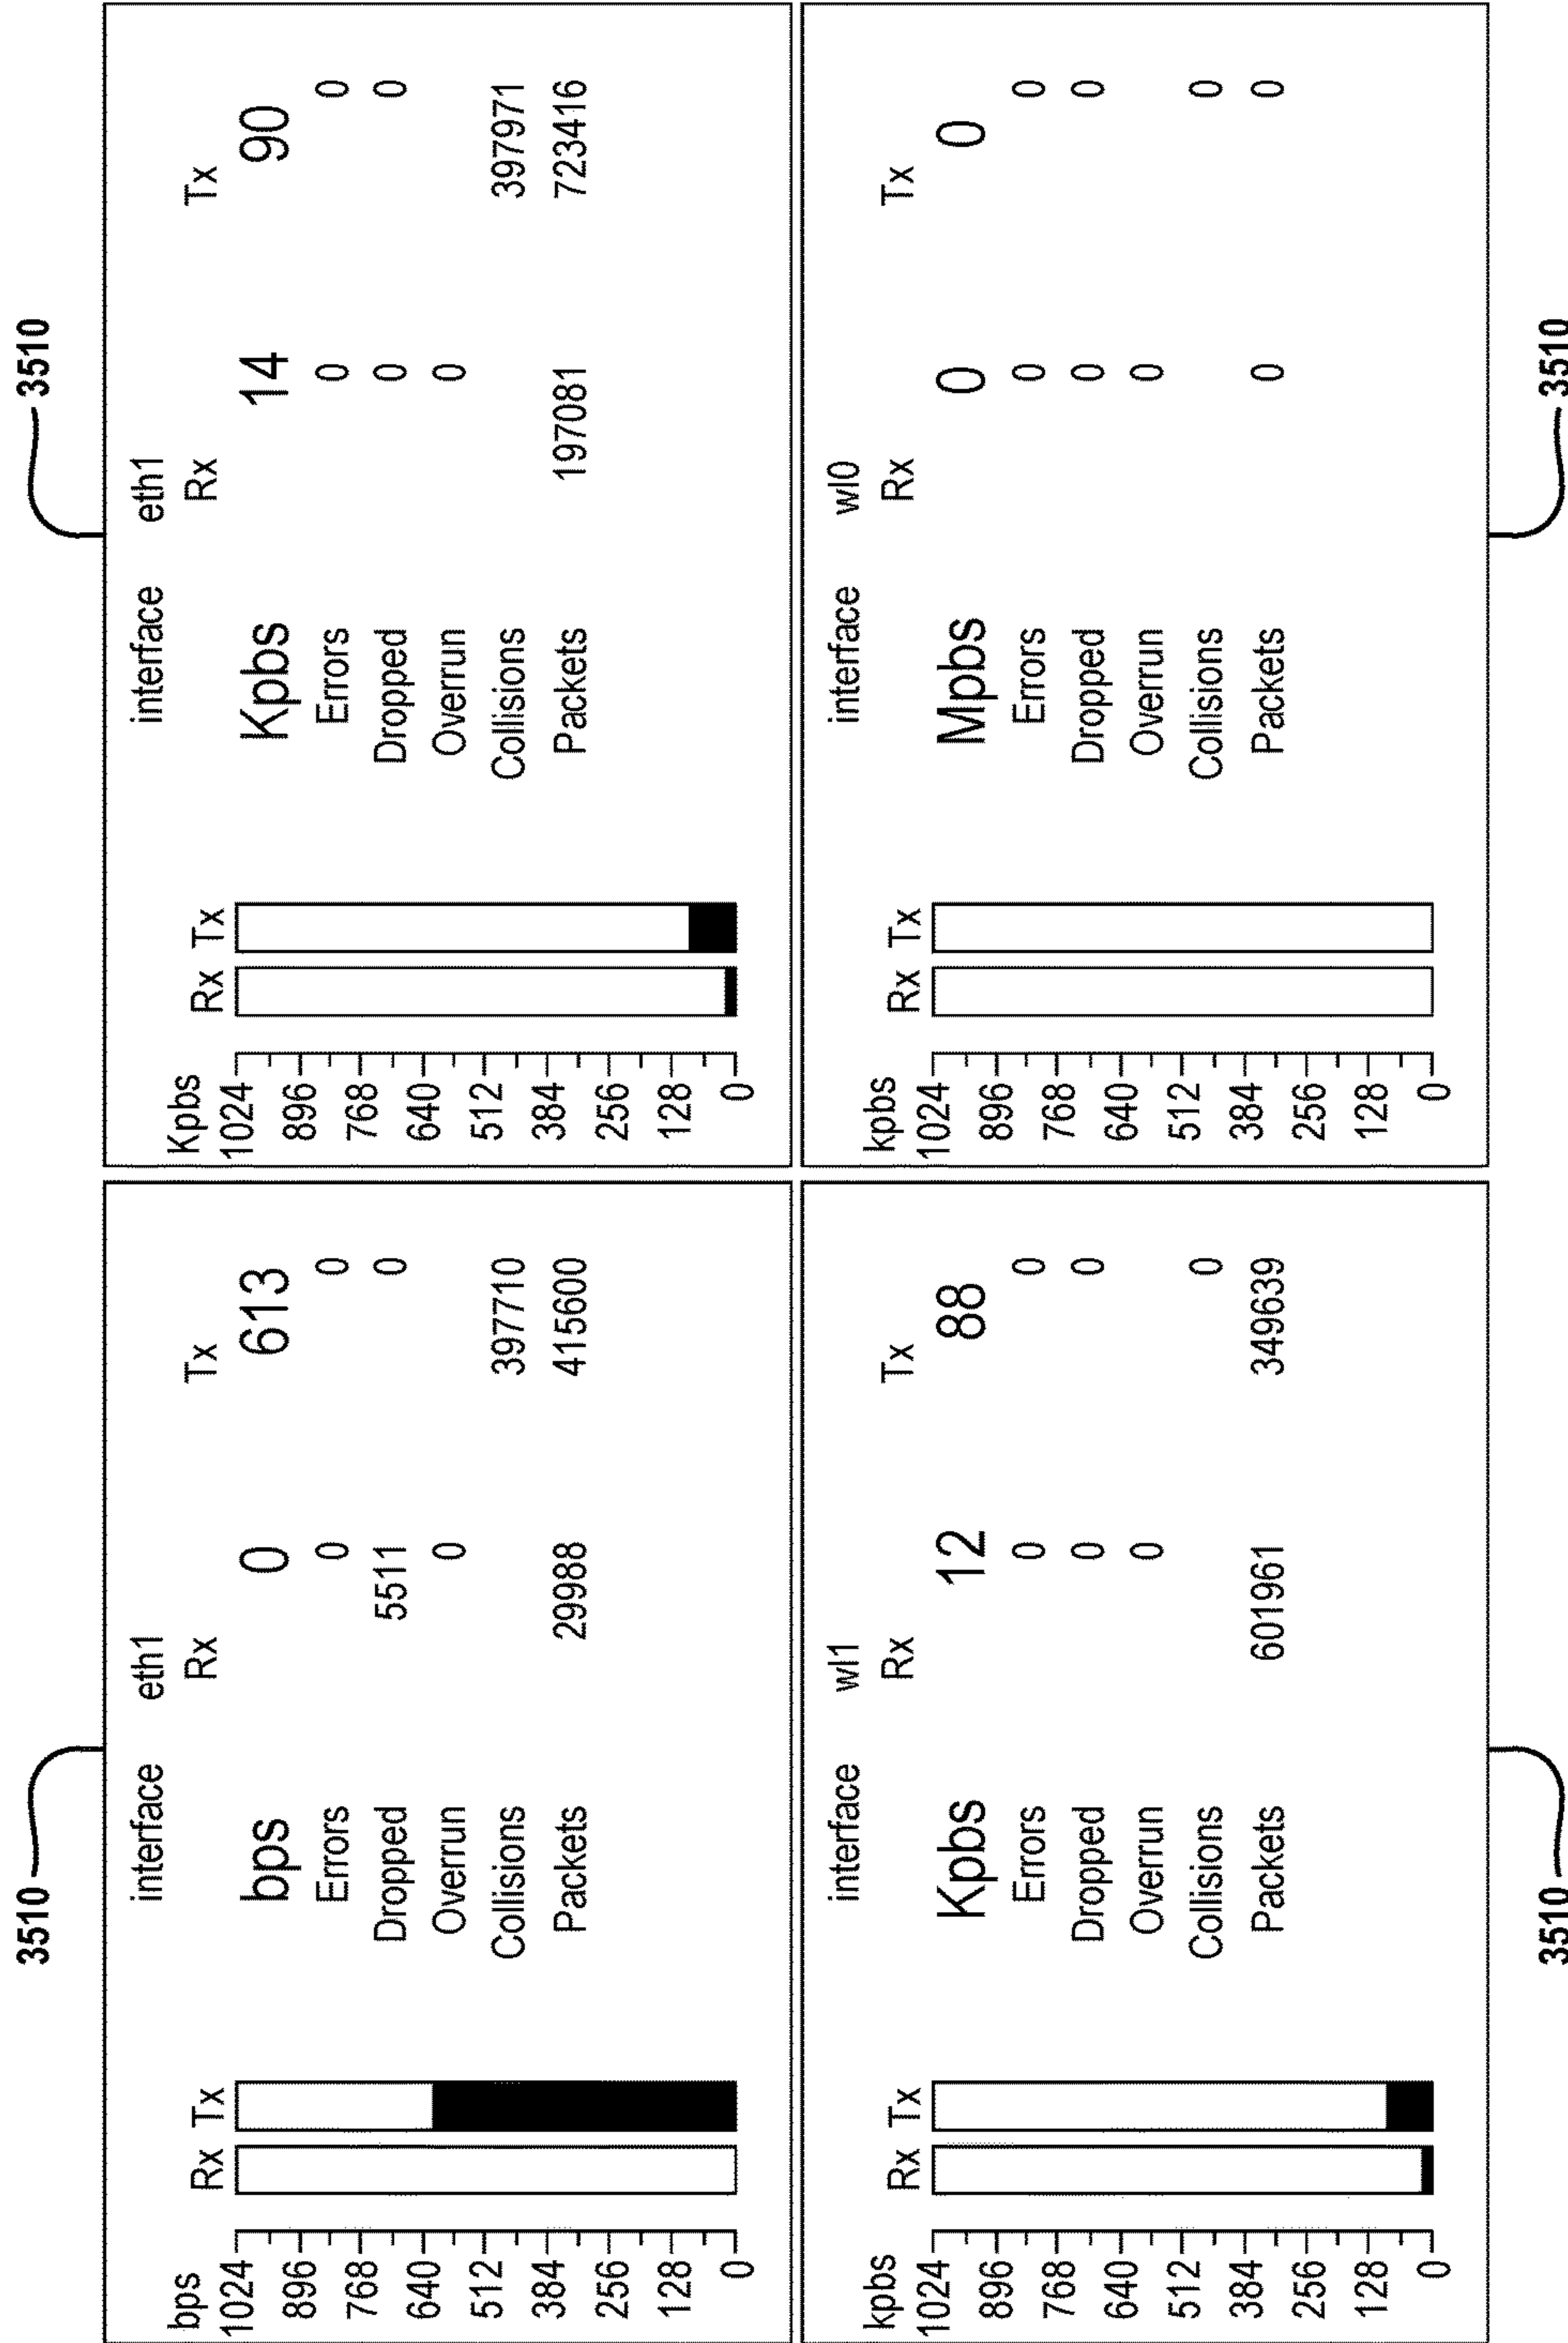 3510
3510
bps Rx Tx interface eth1
Rx Tx
1024
896
768
640
512
384
256
128
0
bps 0 613
Errors 0 0
Dropped 5511 0
Overrun 0
Collisions 397710
Packets 29988 415600
Kpbs Rx Tx interface eth1
Rx Tx
1024
896
768
640
512
384
256
128
0
Kpbs 14 90
Errors 0 0
Dropped 0 0
Overrun 0
Collisions 397971
Packets 197081 723416
kpbs Rx Tx interface wl1
Rx Tx
1024
896
768
640
512
384
256
128
0
Kpbs 12 88
Errors 0 0
Dropped 0 0
Overrun 0
Collisions 0
Packets 601961 349639
kpbs Rx Tx interface wl0
Rx Tx
1024
896
768
640
512
384
256
128
0
Mpbs 0 0
Errors 0 0
Dropped 0 0
Overrun 0
Collisions 0
Packets 0 0
3510
3510